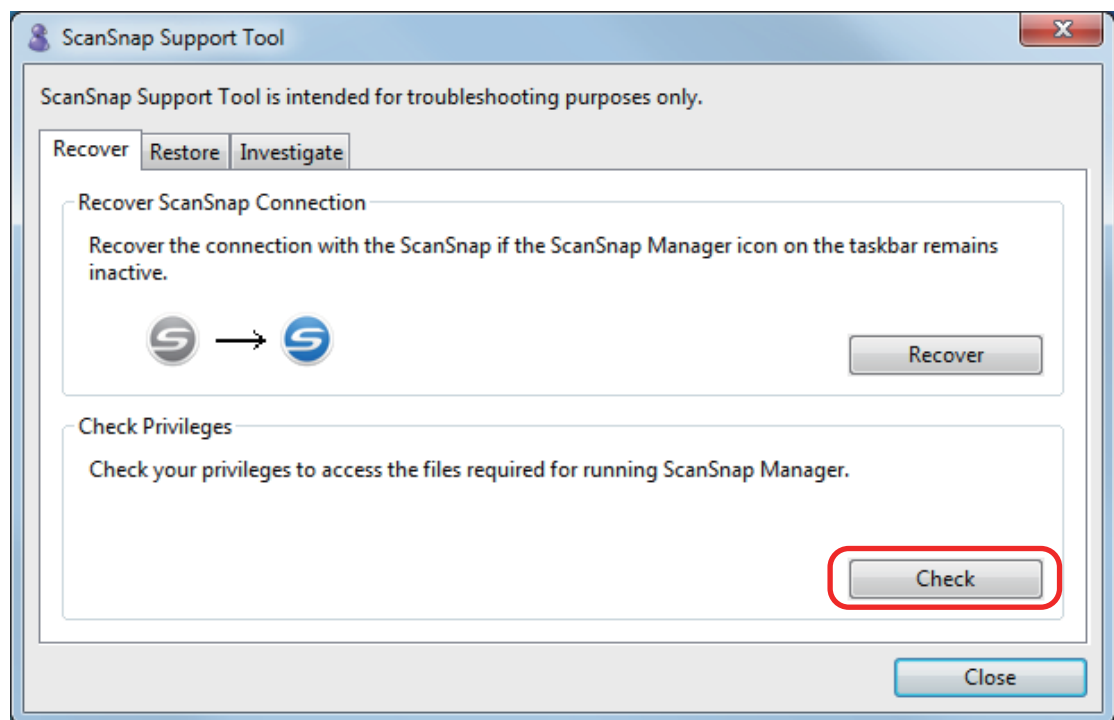 ScanSnap Support Tool
ScanSnap Support Tool is intended for troubleshooting purposes only.
Recover Restore Investigate
Recover ScanSnap Connection
Recover the connection with the ScanSnap if the ScanSnap Manager icon on the taskbar remains
inactive.
Recover
Check Privileges
Check your privileges to access the files required for running ScanSnap Manager.
Check
Close